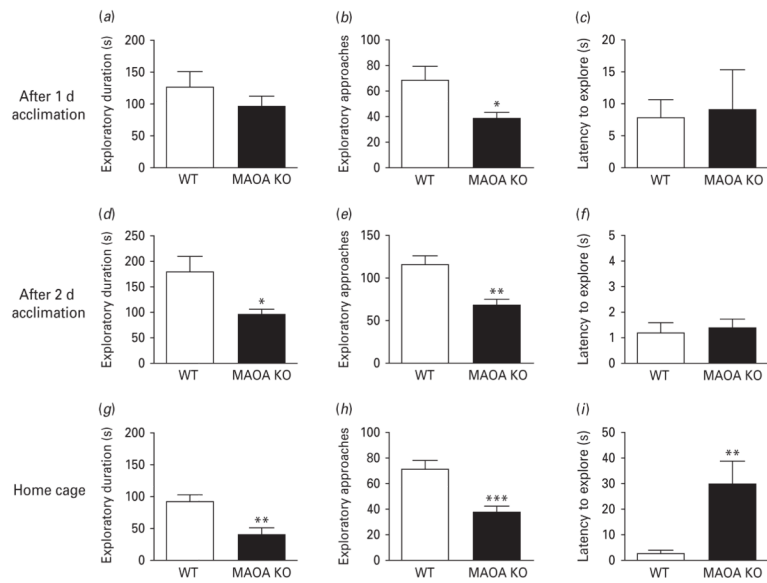 (a)
(b)
(c)
After 1 d
acclimation
Exploratory duration (s)
200
150
100
50
0
WT
MAOA KO
Exploratory approaches
100
80
60
40
20
0
*
WT
MAOA KO
Latency to explore (s)
20
15
10
5
0
WT
MAOA KO
(d)
(e)
(f)
After 2 d
acclimation
Exploratory duration (s)
250
200
150
100
50
0
*
WT
MAOA KO
Exploratory approaches
150
100
50
0
**
WT
MAOA KO
Latency to explore (s)
5
4
3
2
1
0
WT
MAOA KO
(g)
(h)
(i)
Home cage
Exploratory duration (s)
200
150
100
50
0
**
WT
MAOA KO
Exploratory approaches
100
80
60
40
20
0
***
WT
MAOA KO
Latency to explore (s)
50
40
30
20
10
0
**
WT
MAOA KO